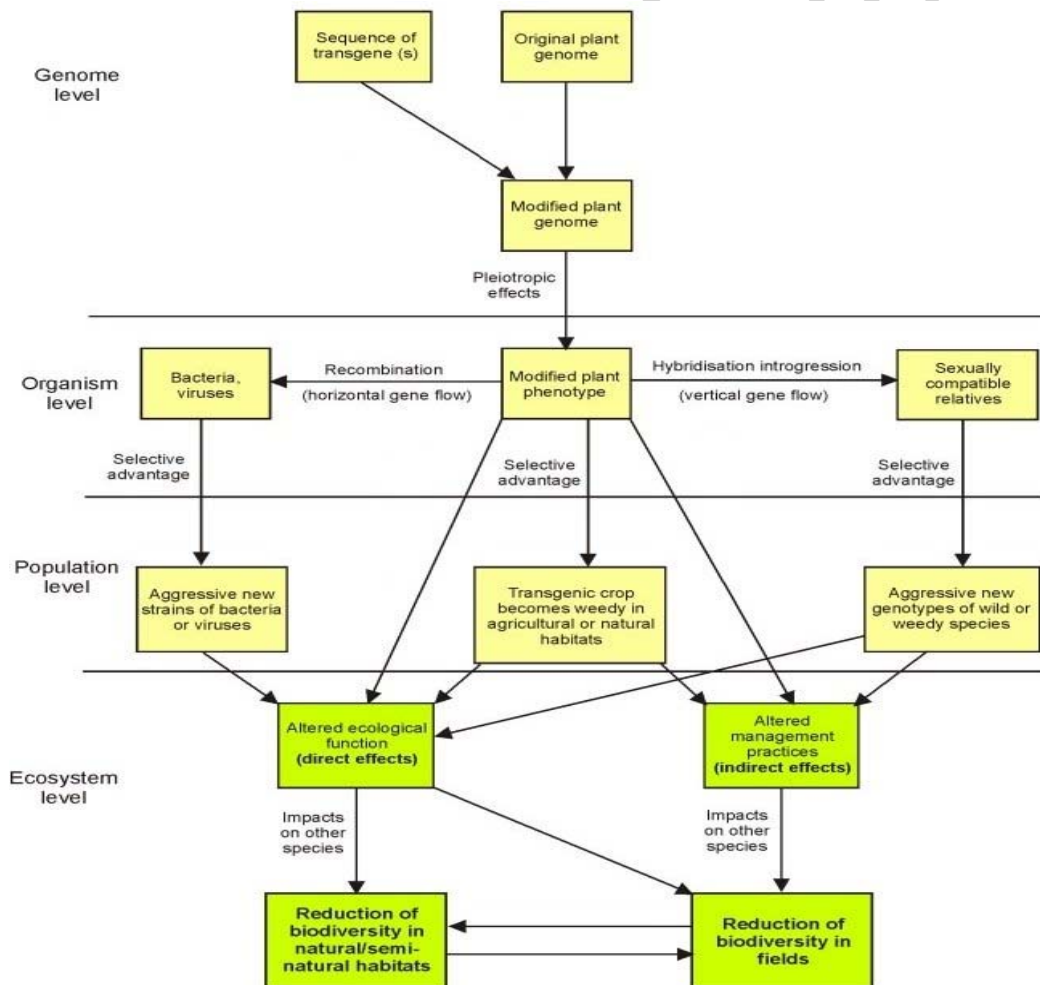 Sequence of
transgene (s)
Original plant
genome
Genome
level
Modified plant
genome
Pleiotropic
effects
Organism
level
Bacteria,
viruses
Recombination
(horizontal gene flow)
Modified plant
phenotype
Hybridisation introgression
(vertical gene flow)
Sexually
compatible
relatives
Selective
advantage
Selective
advantage
Selective
advantage
Population
level
Aggressive new
strains of bacteria
or viruses
Transgenic crop
becomes weedy in
agricultural or natural
habitats
Aggressive new
genotypes of wild or
weedy species
Ecosystem
level
Altered ecological
function
(direct effects)
Altered
management
practices
(indirect effects)
Impacts
on other
species
Impacts
on other
species
Reduction of
biodiversity in
natural/semi-
natural habitats
Reduction of
biodiversity in
fields